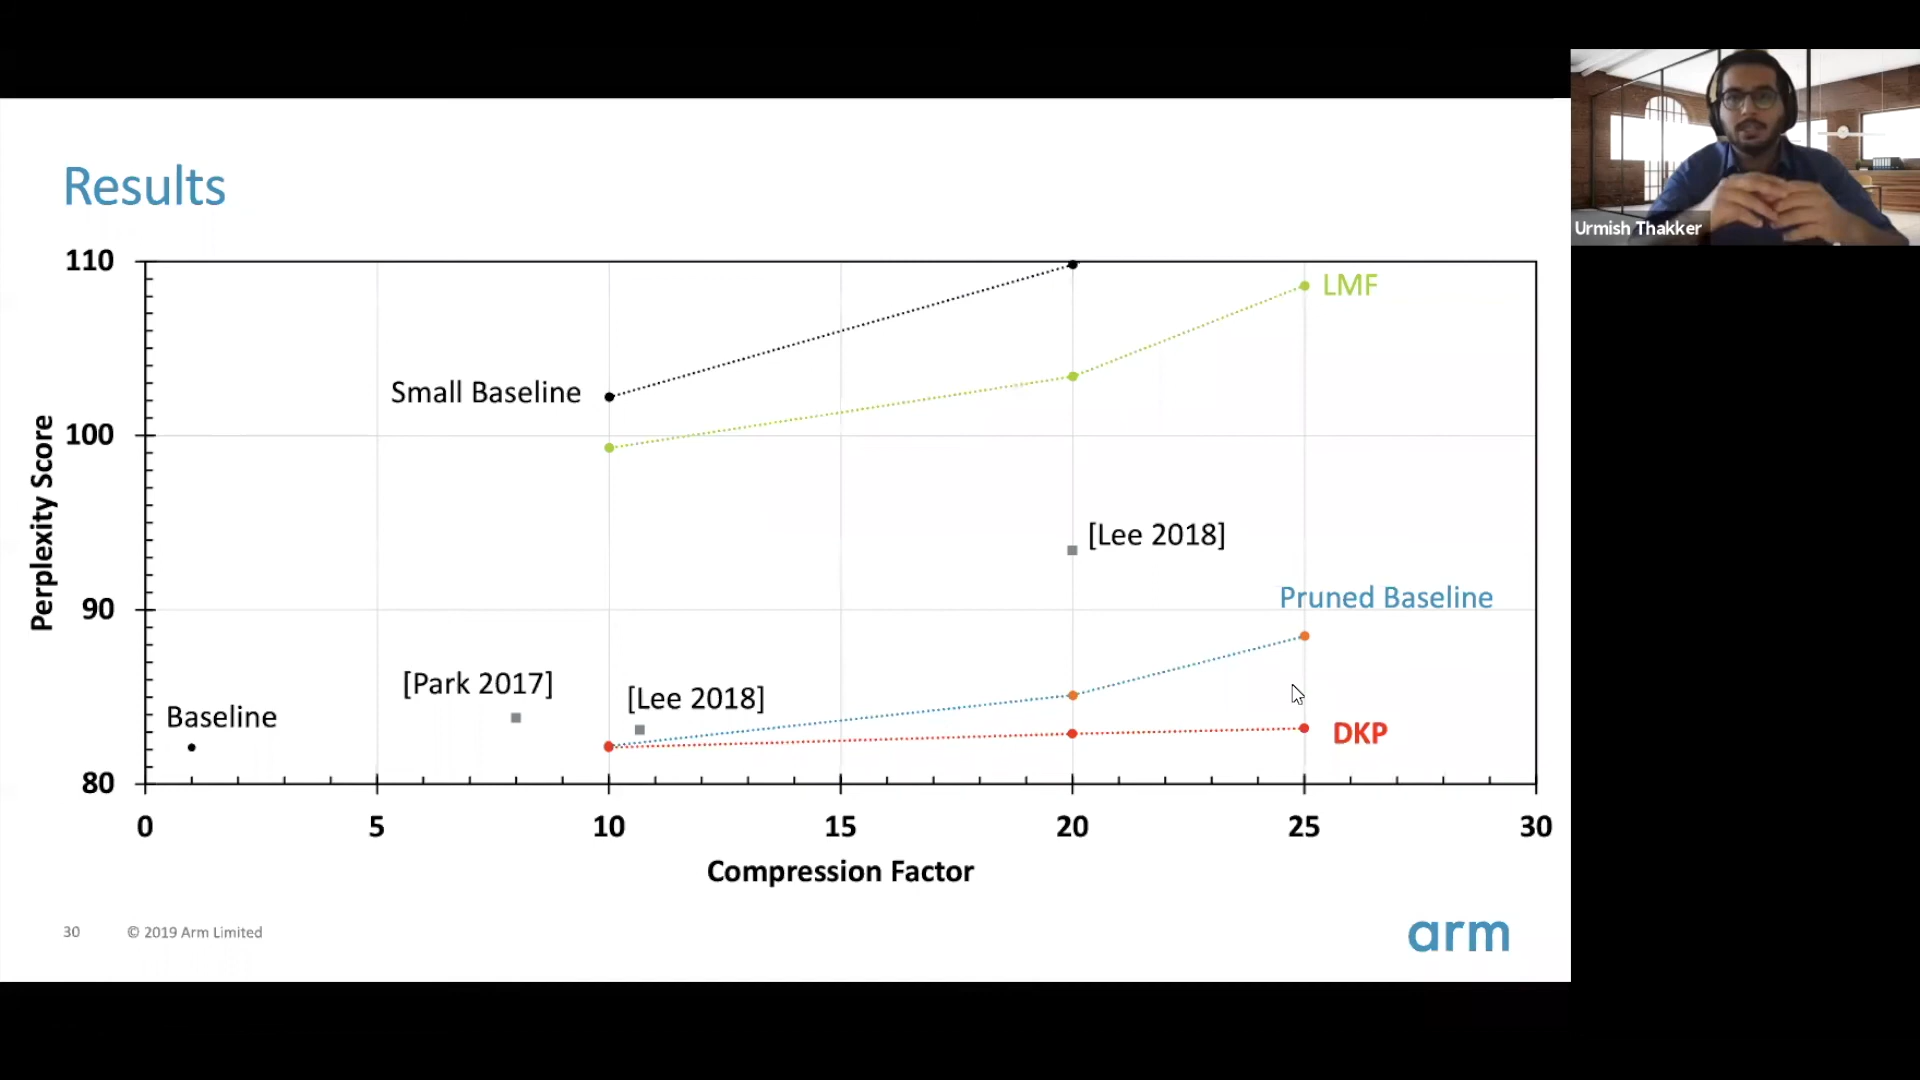 Results
110
100
90
80
Perplexity Score
LMF
Small Baseline
[Lee 2018]
Pruned Baseline
[Park 2017]
[Lee 2018]
Baseline
DKP
0 5 10 15 20 25 30
Compression Factor
30 © 2019 Arm Limited
arm
Urmish Thakker